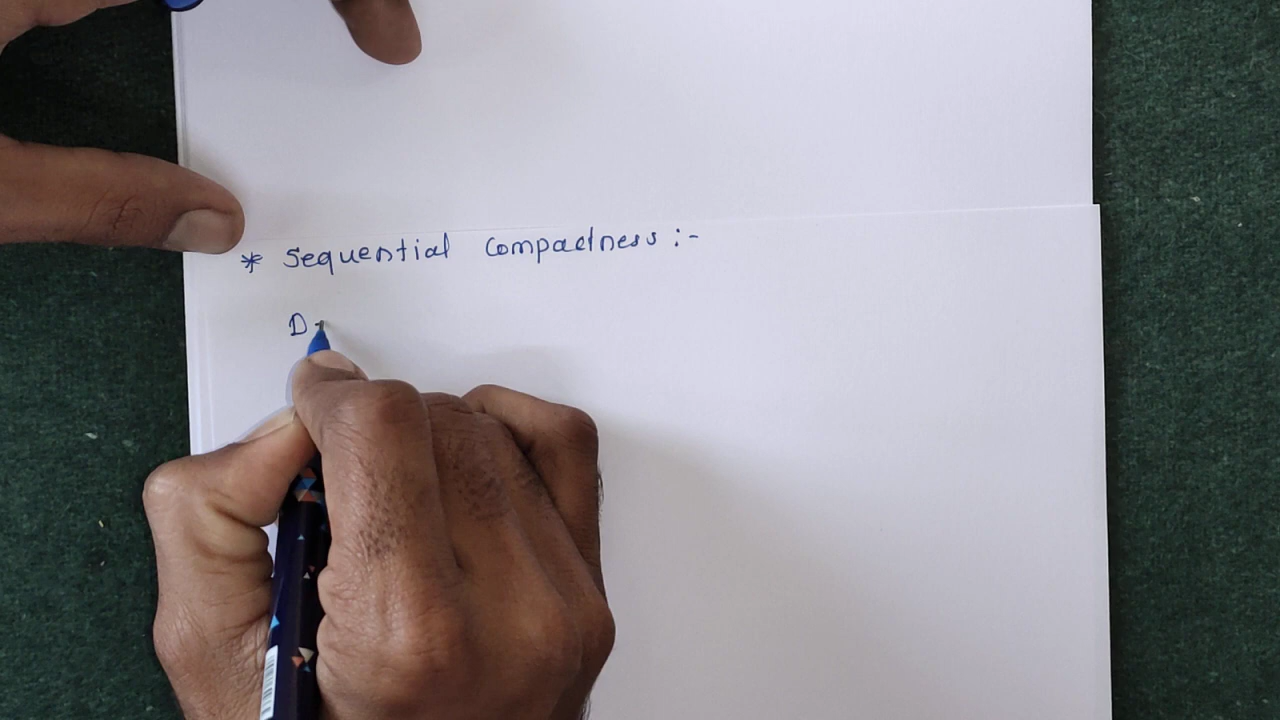 * Sequential Compactness :-
D